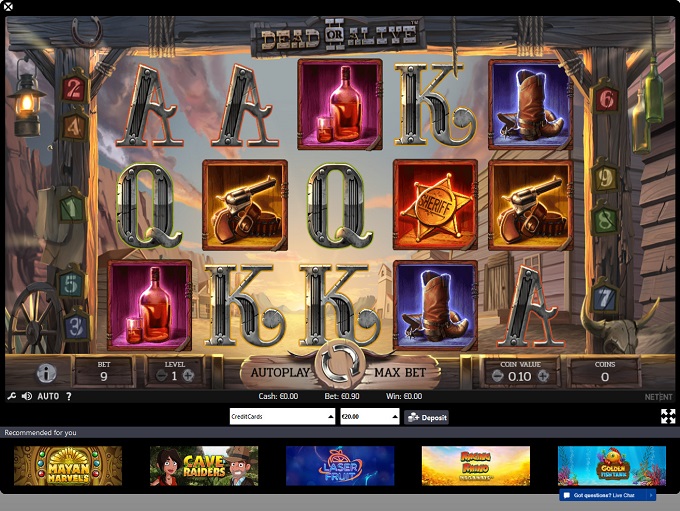 DEAD OR ALIVE II
A A K
2 6
4
Q Q SHERIFF
9
1 8
K K A
5 7
3
BET LEVEL AUTOPLAY MAX BET COIN VALUE COINS
9 1 0.10 0
AUTO ? Cash: €0.00 Bet: €0.90 Win: €0.00 NETENT
CreditCards €20.00 Deposit
Recommended for you
MAYAN MARVELS CAVE RAIDERS LASER FRUIT GOLDEN FISH TANK
Got questions? Live Chat